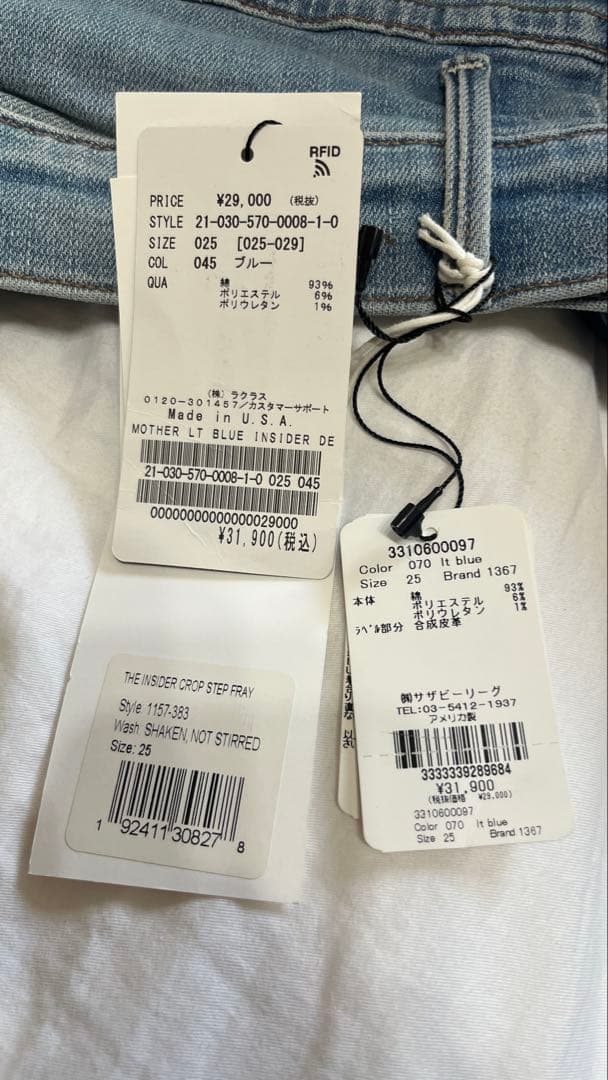 RFID
PRICE ¥29,000 (税抜)
STYLE 21-030-570-0008-1-0
SIZE 025 [025-029]
COL 045 ブルー
QUA 綿 93%
ポリエステル 6%
ポリウレタン 1%
(株) ラクラス
0120-301457/カスタマーサポート
Made in U.S.A.
MOTHER LT BLUE INSIDER DE
21-030-570-0008-1-0 025 045
00000000000000029000
¥31,900(税込)
THE INSIDER CROP STEP FRAY
Style 1157-383
Wash SHAKEN, NOT STIRRED
Size: 25
1 92411 30827 8
3310600097
Color 070 lt blue
Size 25 Brand 1367
本体 綿 93%
ポリエステル 6%
ポリウレタン 1%
ラベル部分 合成皮革
㈱サザビーリーグ
TEL:03-5412-1937
アメリカ製
3333339289684
¥31,900
(税抜価格 ¥29,000)
3310600097
Color 070 lt blue
Size 25 Brand 1367